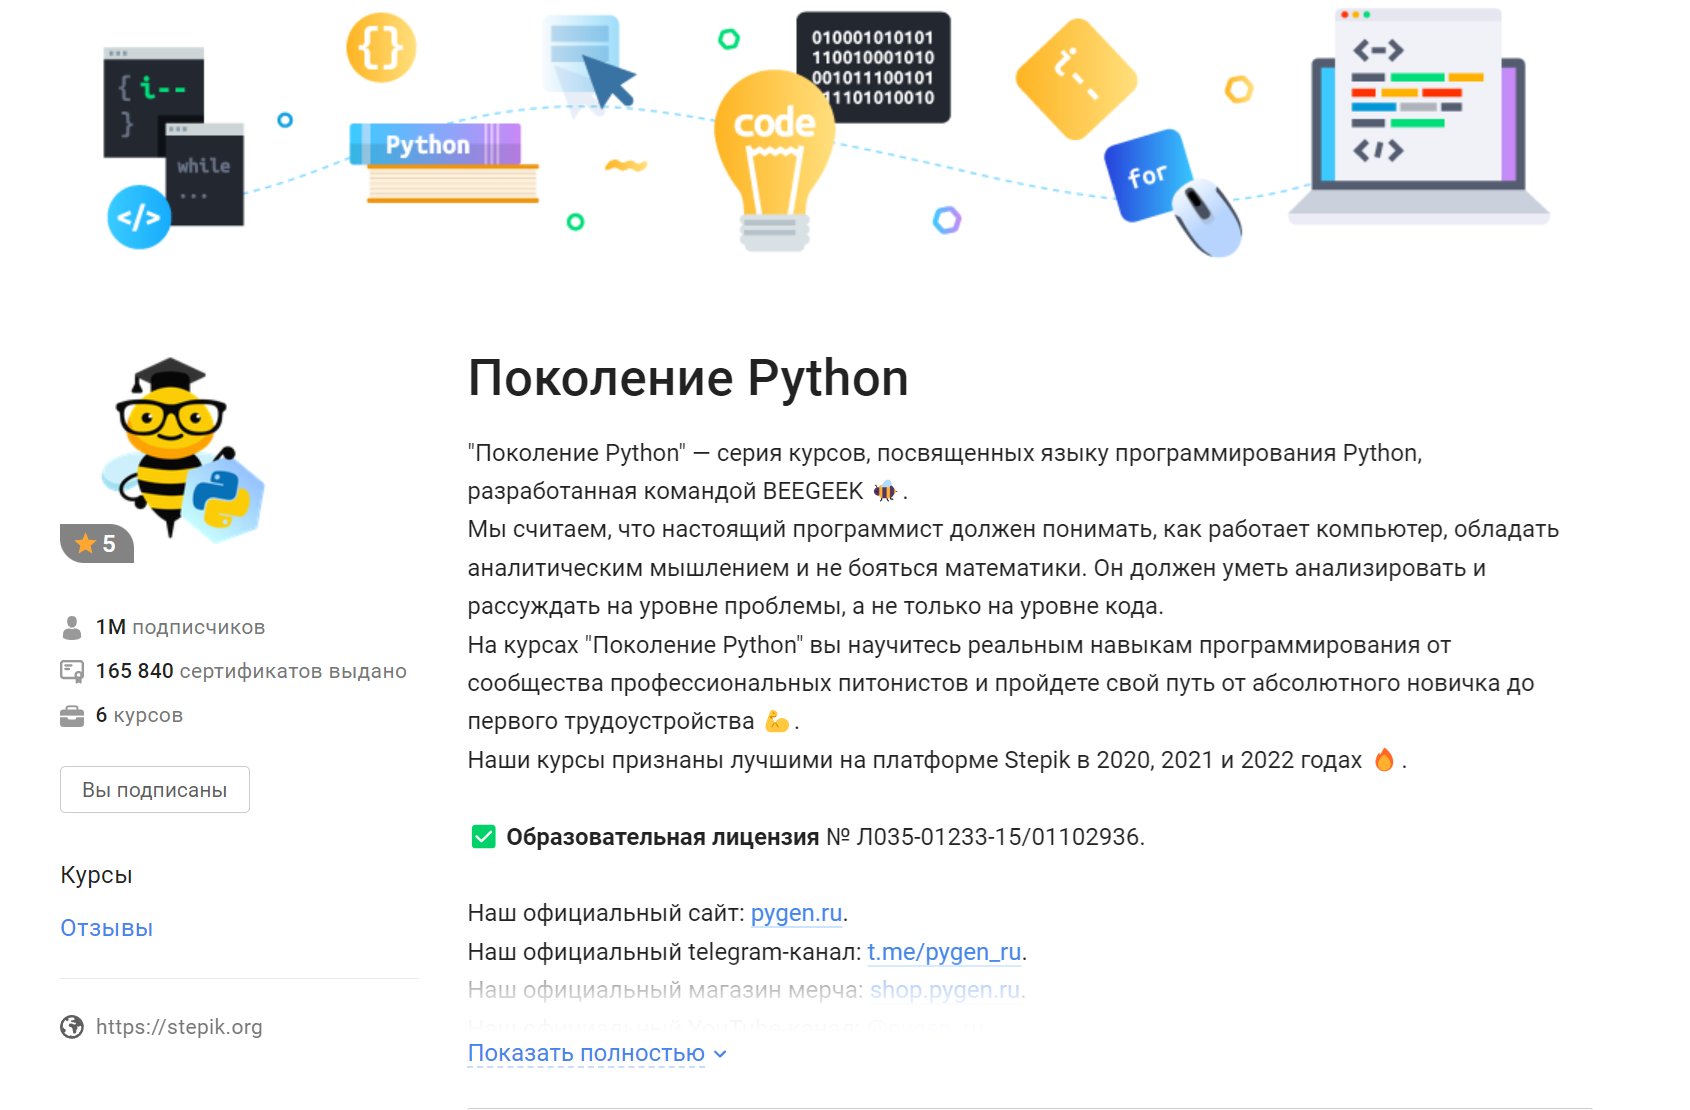 { i--
}
while
...
</>
{}
Python
code
010001010101
110010001010
001011100101
11101010010
i--
for
<->
</>
Поколение Python
"Поколение Python" — серия курсов, посвященных языку программирования Python,
разработанная командой BEEGEEK 🐝 .
Мы считаем, что настоящий программист должен понимать, как работает компьютер, обладать
аналитическим мышлением и не бояться математики. Он должен уметь анализировать и
рассуждать на уровне проблемы, а не только на уровне кода.
На курсах "Поколение Python" вы научитесь реальным навыкам программирования от
сообщества профессиональных питонистов и пройдете свой путь от абсолютного новичка до
первого трудоустройства 💪 .
Наши курсы признаны лучшими на платформе Stepik в 2020, 2021 и 2022 годах 🔥 .
✅ Образовательная лицензия № Л035-01233-15/01102936.
Наш официальный сайт: pygen.ru.
Наш официальный telegram-канал: t.me/pygen_ru.
Наш официальный магазин мерча: shop.pygen.ru.
Наш официальный YouTube-канал: @pygen_ru.
Показать полностью
5
1M подписчиков
165 840 сертификатов выдано
6 курсов
Вы подписаны
Курсы
Отзывы
https://stepik.org